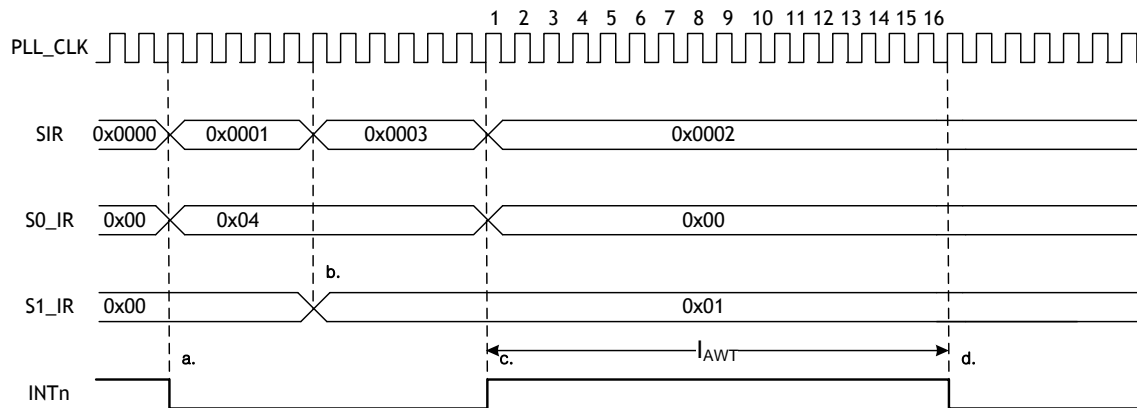 1 2 3 4 5 6 7 8 9 10 11 12 13 14 15 16
PLL_CLK
SIR 0x0000 0x0001 0x0003 0x0002
S0_IR 0x00 0x04 0x00
b.
S1_IR 0x00 0x01
a. c. IAWT d.
INTn